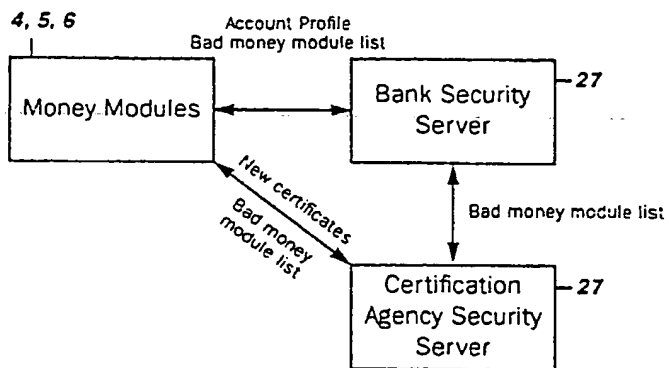 4, 5, 6
Account Profile
Bad money module list
Money Modules
Bank Security
Server
27
New certificates
Bad money
module list
Bad money module list
Certification
Agency Security
Server
27